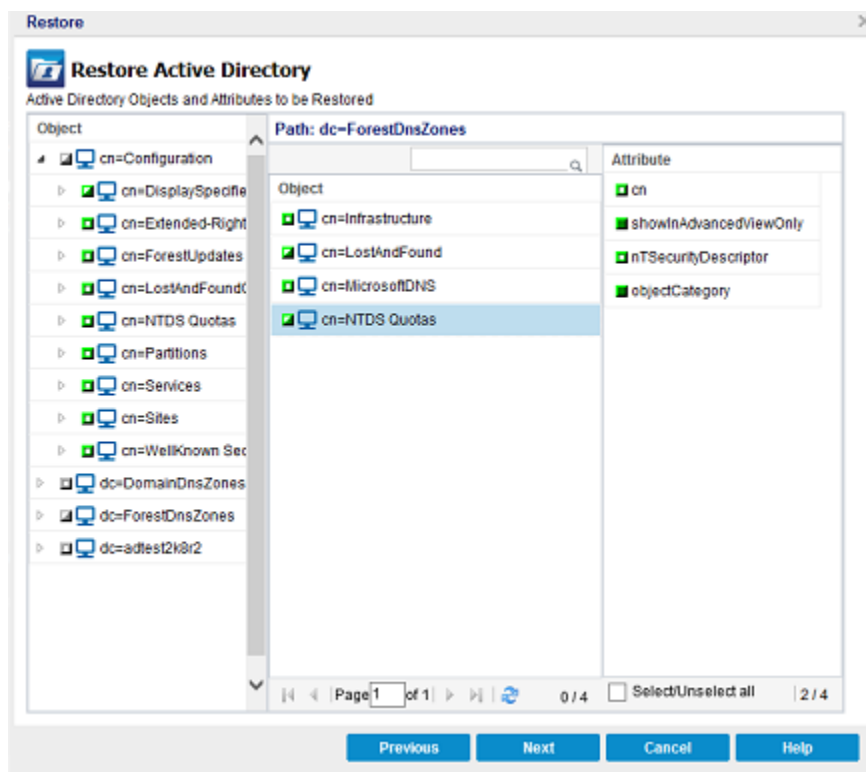 Restore
Restore Active Directory
Active Directory Objects and Attributes to be Restored
Object
cn=Configuration
cn=DisplaySpecifie
cn=Extended-Right
cn=ForestUpdates
cn=LostAndFoundC
cn=NTDS Quotas
cn=Partitions
cn=Services
cn=Sites
cn=WellKnown Sec
dc=DomainDnsZones
dc=ForestDnsZones
dc=adtest2k8r2
Path: dc=ForestDnsZones
Object
cn=Infrastructure
cn=LostAndFound
cn=MicrosoftDNS
cn=NTDS Quotas
Page 1 of 1 0 / 4
Attribute
cn
showInAdvancedViewOnly
nTSecurityDescriptor
objectCategory
Select/Unselect all 2 / 4
Previous Next Cancel Help